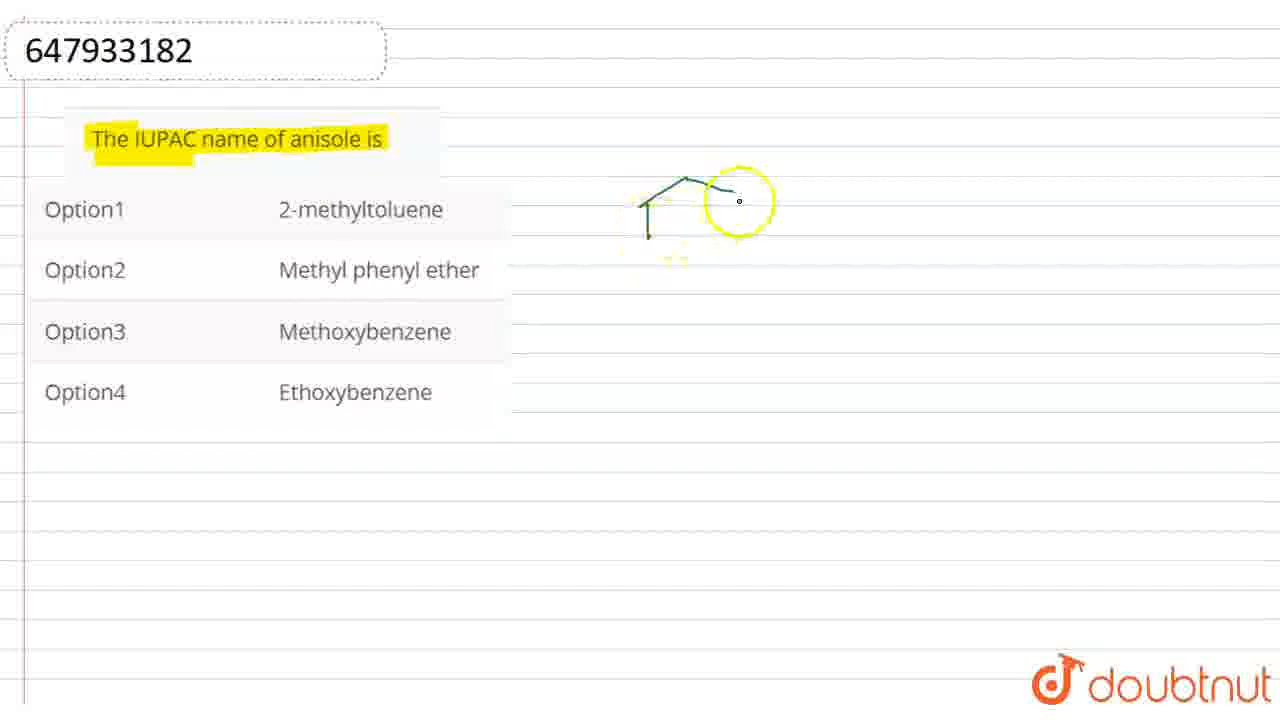 647933182
The IUPAC name of anisole is
Option1 2-methyltoluene
Option2 Methyl phenyl ether
Option3 Methoxybenzene
Option4 Ethoxybenzene
doubtnut